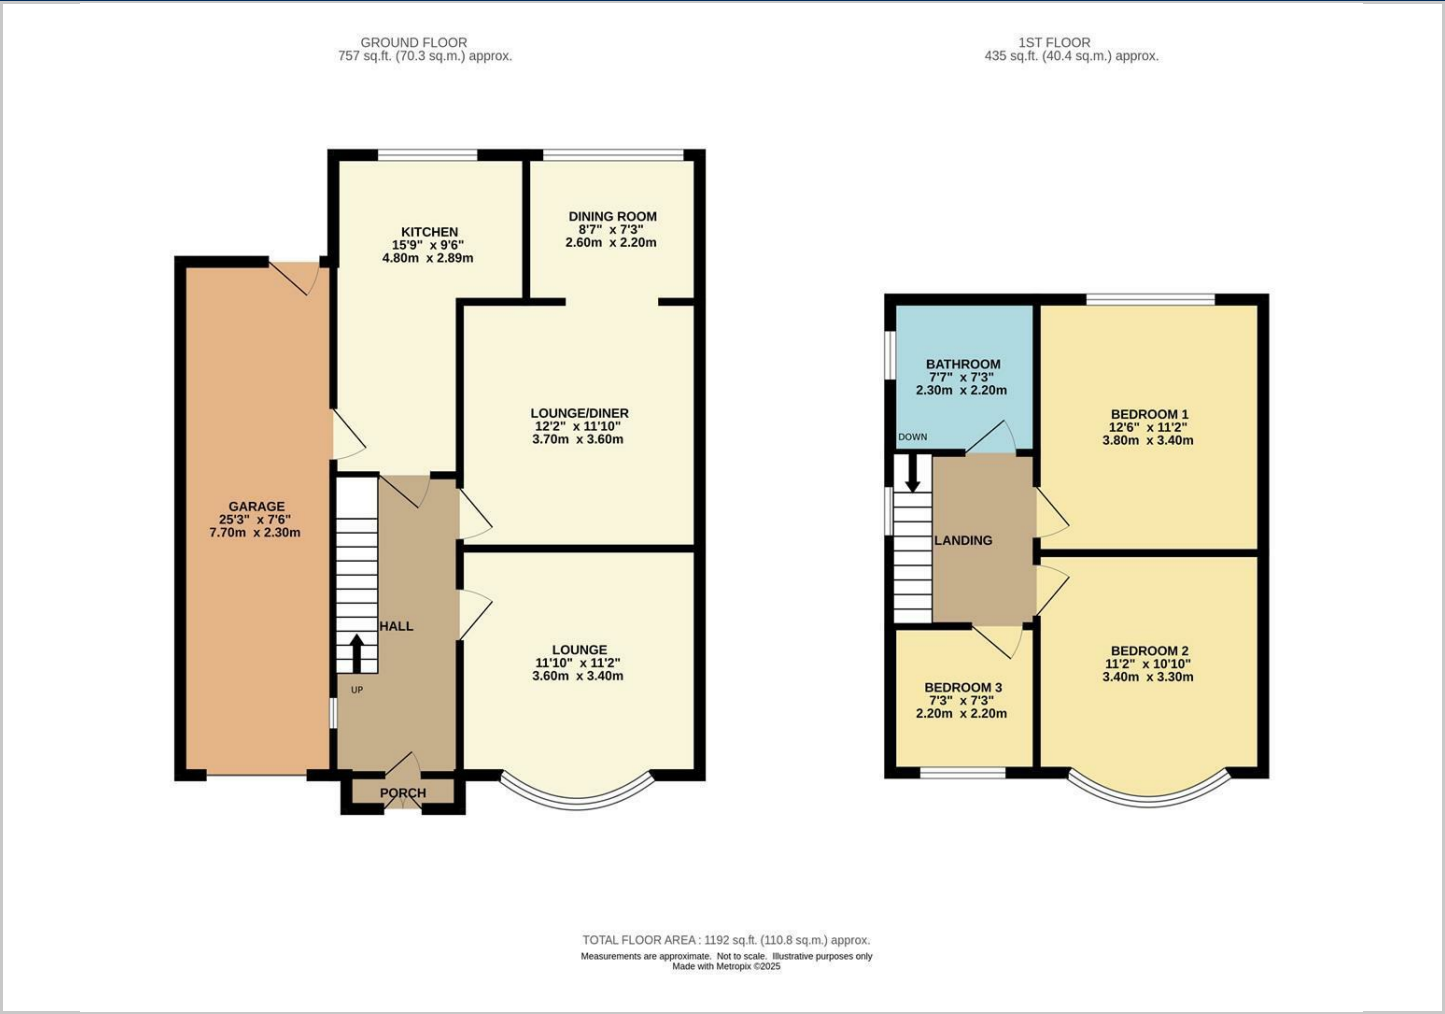 GROUND FLOOR
757 sq.ft. (70.3 sq.m.) approx.
1ST FLOOR
435 sq.ft. (40.4 sq.m.) approx.
KITCHEN
15'9" x 9'6"
4.80m x 2.89m
DINING ROOM
8'7" x 7'3"
2.60m x 2.20m
LOUNGE/DINER
12'2" x 11'10"
3.70m x 3.60m
GARAGE
25'3" x 7'6"
7.70m x 2.30m
HALL
UP
LOUNGE
11'10" x 11'2"
3.60m x 3.40m
PORCH
BATHROOM
7'7" x 7'3"
2.30m x 2.20m
DOWN
BEDROOM 1
12'6" x 11'2"
3.80m x 3.40m
LANDING
BEDROOM 2
11'2" x 10'10"
3.40m x 3.30m
BEDROOM 3
7'3" x 7'3"
2.20m x 2.20m
TOTAL FLOOR AREA : 1192 sq.ft. (110.8 sq.m.) approx.
Measurements are approximate. Not to scale. Illustrative purposes only
Made with Metropix ©2025